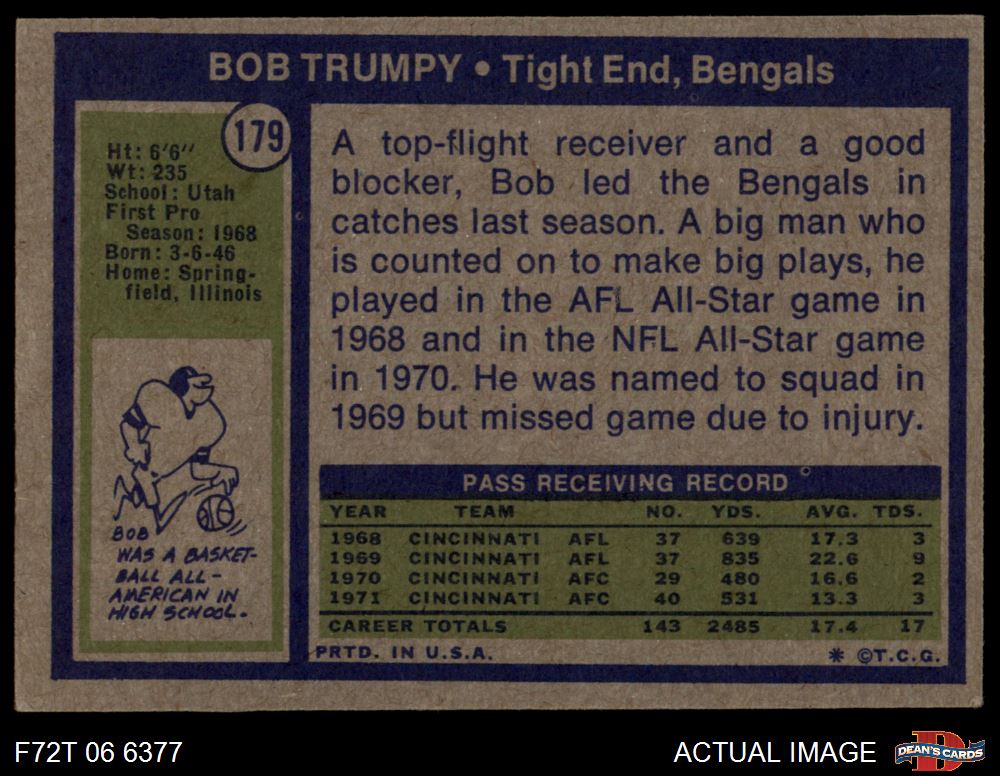 BOB TRUMPY • Tight End, Bengals
179
Ht: 6'6"
Wt: 235
School: Utah
First Pro
Season: 1968
Born: 3-6-46
Home: Spring-
field, Illinois
BOB
WAS A BASKET-
BALL ALL-
AMERICAN IN
HIGH SCHOOL.
A top-flight receiver and a good
blocker, Bob led the Bengals in
catches last season. A big man who
is counted on to make big plays, he
played in the AFL All-Star game in
1968 and in the NFL All-Star game
in 1970. He was named to squad in
1969 but missed game due to injury.
PASS RECEIVING RECORD
YEAR TEAM NO. YDS. AVG. TDS.
1968 CINCINNATI AFL 37 639 17.3 3
1969 CINCINNATI AFL 37 835 22.6 9
1970 CINCINNATI AFC 29 480 16.6 2
1971 CINCINNATI AFC 40 531 13.3 3
CAREER TOTALS 143 2485 17.4 17
PRTD. IN U.S.A. * ©T.C.G.
F72T 06 6377 ACTUAL IMAGE
D
DEAN'S CARDS